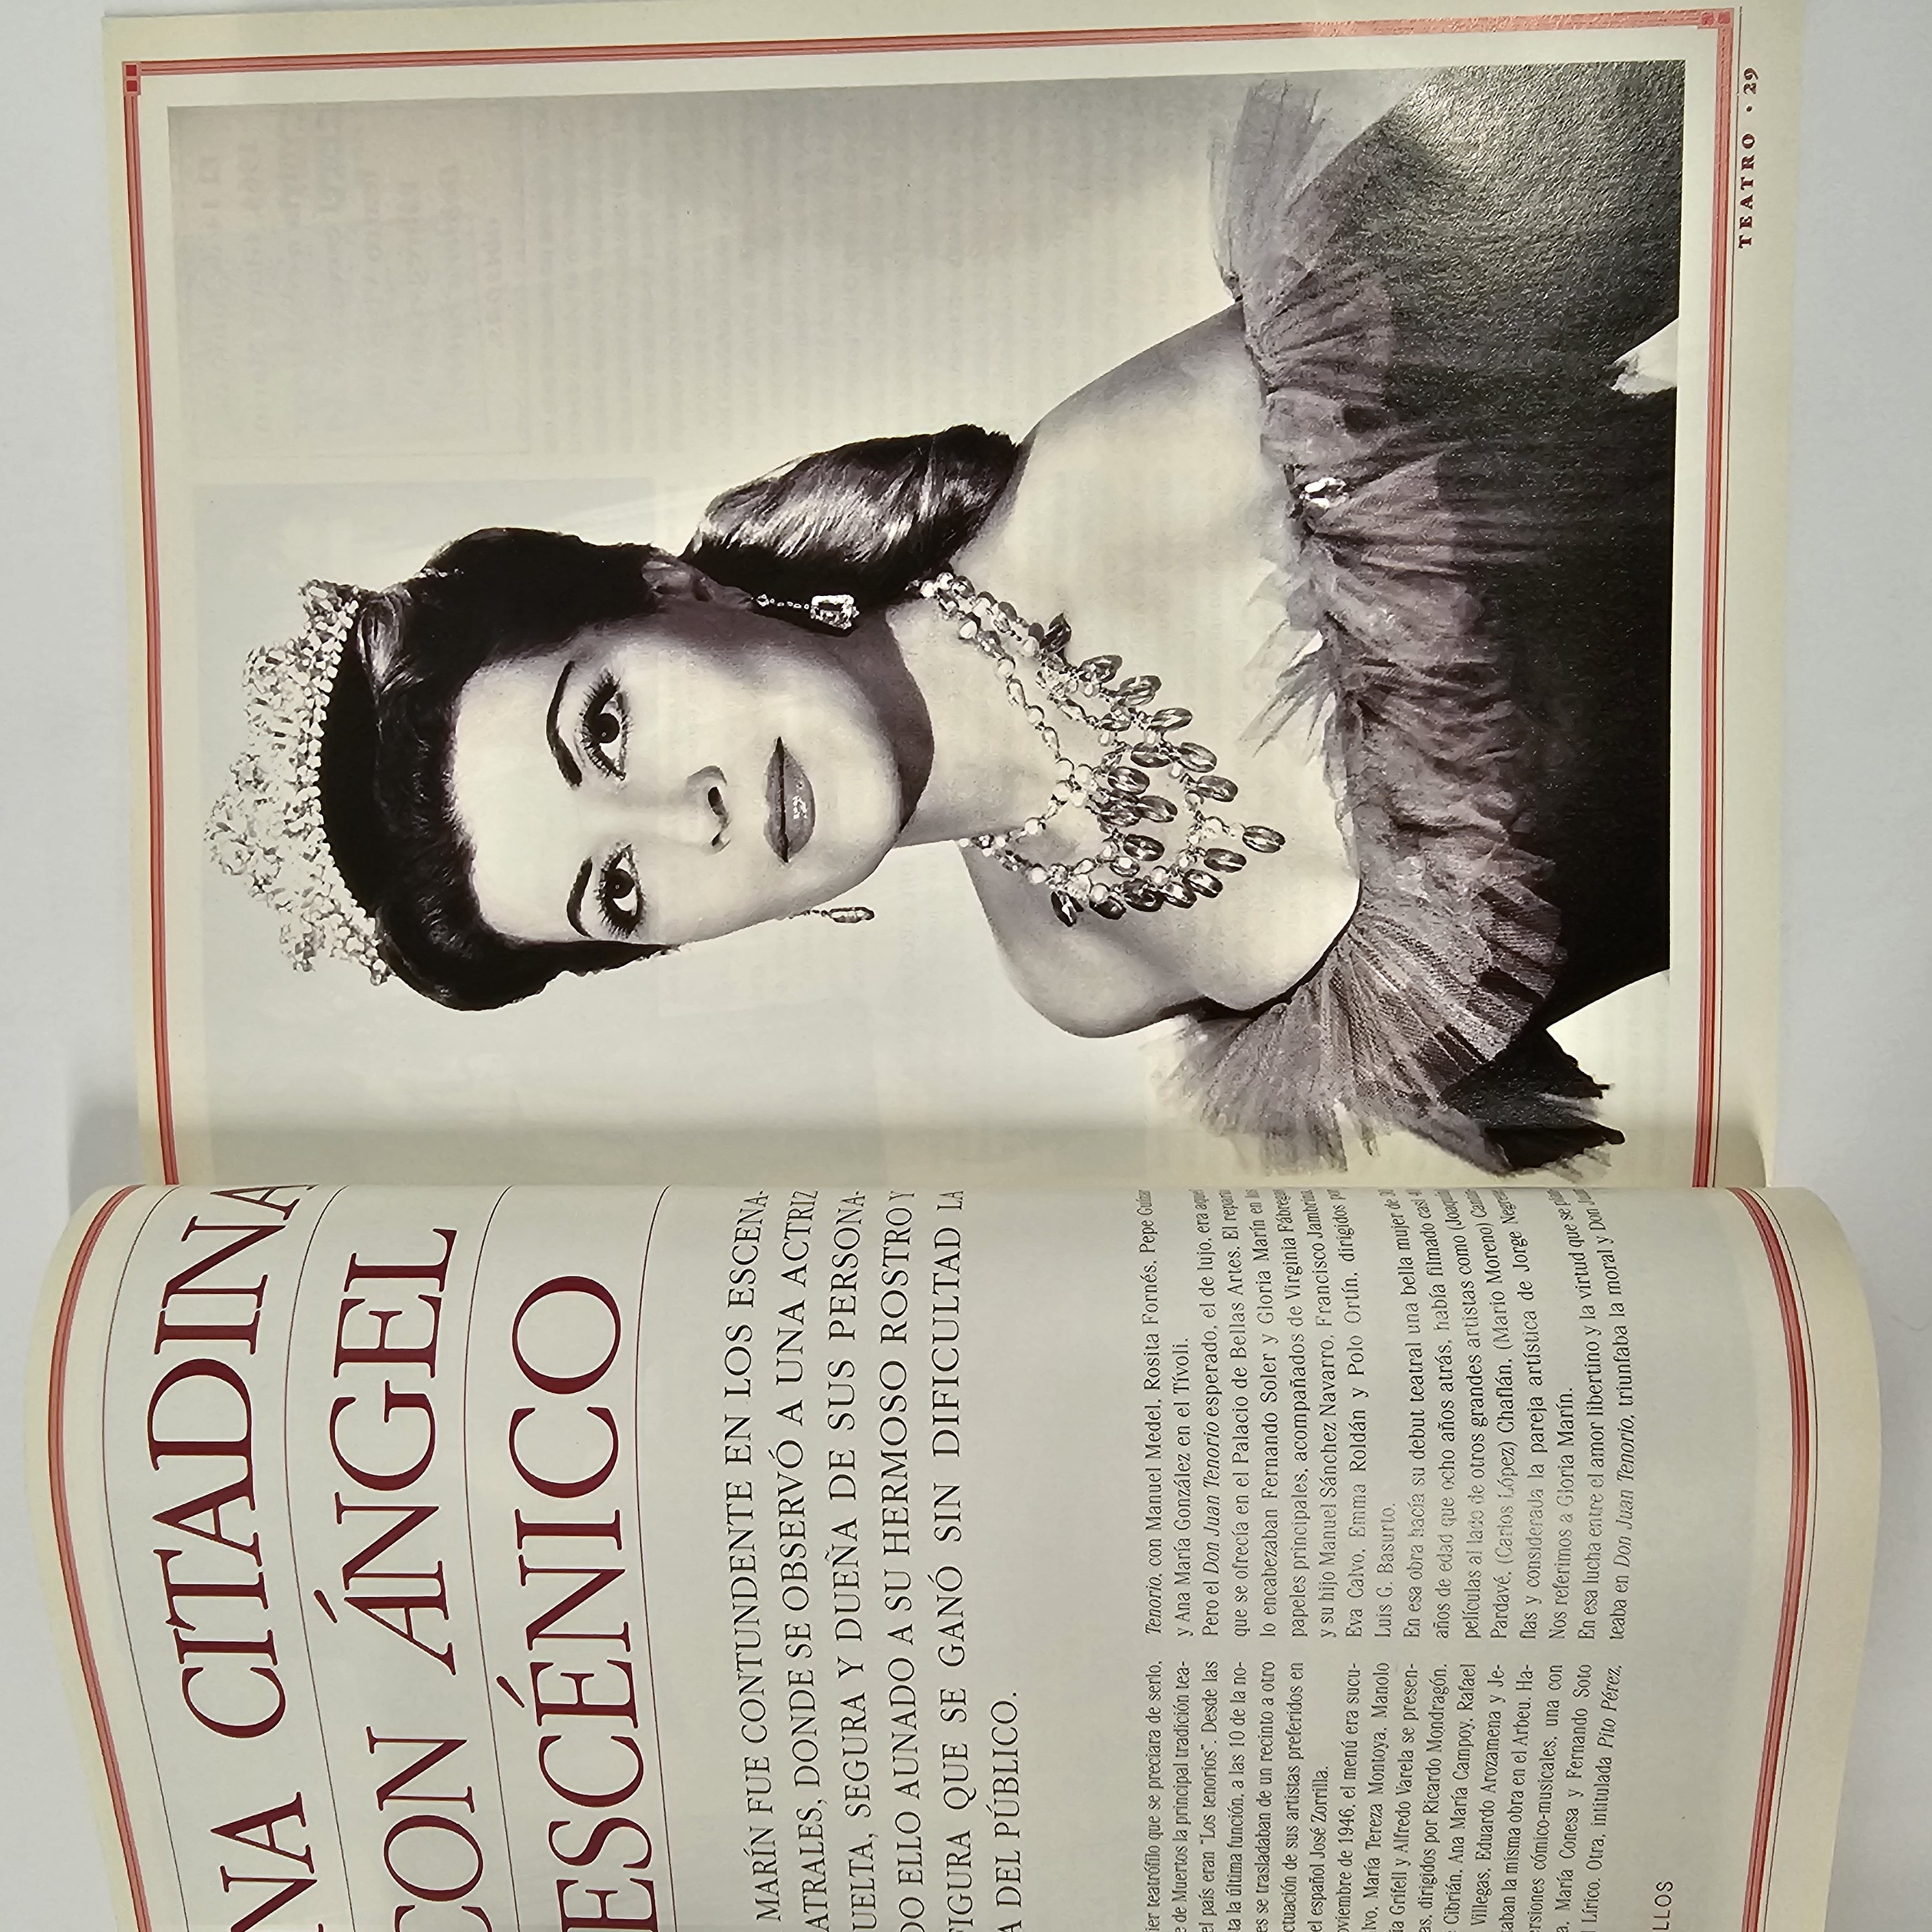 NA CITADINA
CON ÁNGEL
ESCÉNICO
MARÍN FUE CONTUNDENTE EN LOS ESCENA-
ATRALES, DONDE SE OBSERVÓ A UNA ACTRIZ
UELTA, SEGURA Y DUEÑA DE SUS PERSONA-
DO ELLO AUNADO A SU HERMOSO ROSTRO Y
FIGURA QUE SE GANÓ SIN DIFICULTAD LA
A DEL PÚBLICO.
ier teatrófilo que se preciara de serlo,
e de Muertos la principal tradición tea-
el país eran "Los tenorios". Desde las
ta la última función, a las 10 de la no-
es se trasladaban de un recinto a otro
ctuación de sus artistas preferidos en
el español José Zorrilla.
oviembre de 1946, el menú era sucu-
lvo, María Tereza Montoya, Manolo
ia Grifell y Alfredo Varela se presen-
as, dirigidos por Ricardo Mondragón.
Cibrián, Ana María Campoy, Rafael
Villegas, Eduardo Arozamena y Je-
taban la misma obra en el Arbeu. Ha-
ersiones cómico-musicales, una con
a, María Conesa y Fernando Soto
l Lírico. Otra, intitulada Pito Pérez,
LLOS
Tenorio, con Manuel Medel, Rosita Fornés, Pepe Guízar
y Ana María González en el Tívoli.
Pero el Don Juan Tenorio esperado, el de lujo, era aquel
que se ofrecía en el Palacio de Bellas Artes. El reparto
lo encabezaban Fernando Soler y Gloria Marín en los
papeles principales, acompañados de Virginia Fábregas
y su hijo Manuel Sánchez Navarro, Francisco Jambrina,
Eva Calvo, Emma Roldán y Polo Ortín, dirigidos por
Luis G. Basurto.
En esa obra hacía su debut teatral una bella mujer de 30
años de edad que ocho años atrás, había filmado casi 40
películas al lado de otros grandes artistas como (Joaquín)
Pardavé, (Carlos López) Chaflán, (Mario Moreno) Cantin-
flas y considerada la pareja artística de Jorge Negrete.
Nos referimos a Gloria Marín.
En esa lucha entre el amor libertino y la virtud que se plan-
teaba en Don Juan Tenorio, triunfaba la moral y Don Juan
TEATRO • 29